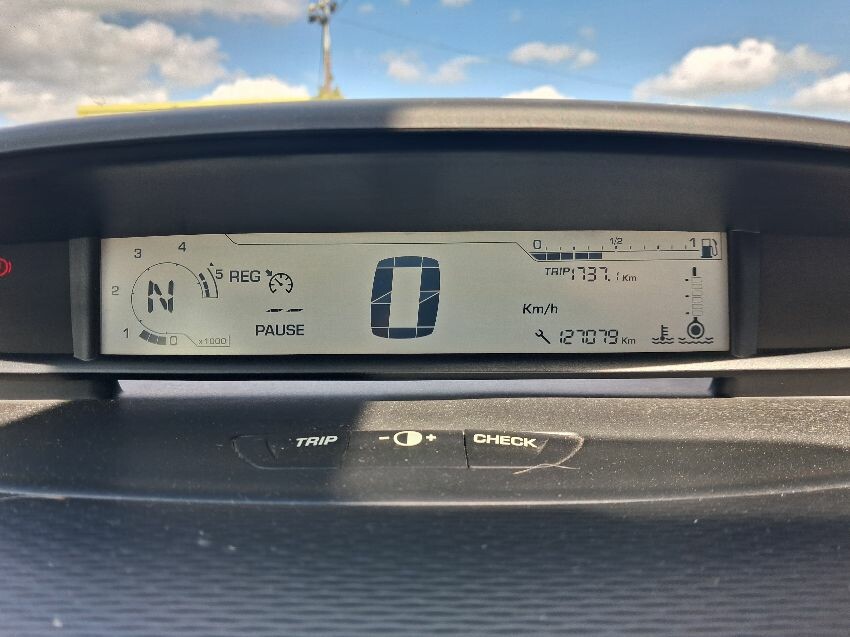 0 1/2 1
3 4
5 REG
TRIP 1737.1 Km
2 N
0
Km/h
1 0 x1000
-- -- PAUSE
127079 Km
TRIP - + CHECK